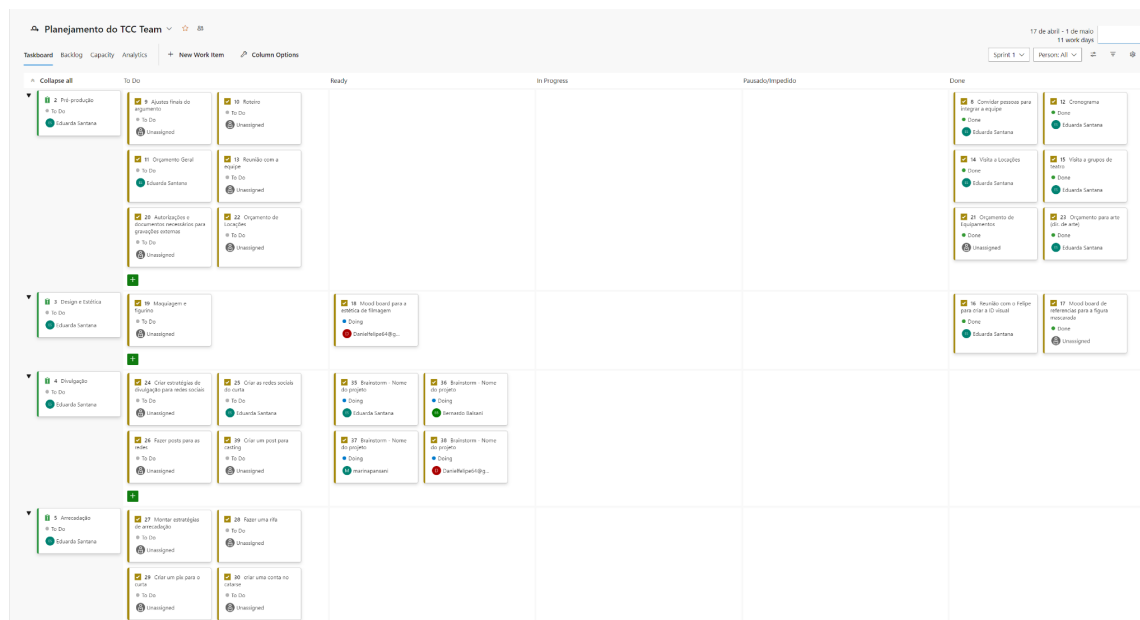 Planejamento do TCC Team
17 de abril - 1 de maio
11 work days
Taskboard Backlog Capacity Analytics + New Work Item Column Options
Sprint 1 Person: All
Collapse all To Do Ready In Progress Pausado/Impedido Done
2 Pré-produção
To Do
Eduarda Santana
9 Ajustes finais do
argumento
To Do
Unassigned
10 Roteiro
To Do
Unassigned
8 Convidar pessoas para
integrar a equipe
Done
Eduarda Santana
12 Cronograma
Done
Eduarda Santana
11 Orçamento Geral
To Do
Eduarda Santana
13 Reunião com a
equipe
To Do
Unassigned
14 Visita a Locações
Done
Eduarda Santana
15 Visita a grupos de
teatro
Done
Eduarda Santana
20 Autorizações e
documentos necessários para
gravações externas
To Do
Unassigned
22 Orçamento de
Locações
To Do
Unassigned
21 Orçamento de
Equipamentos
Done
Unassigned
23 Orçamento para arte
(dir. de arte)
Done
Eduarda Santana
3 Design e Estética
To Do
Eduarda Santana
19 Maquiagem e
figurino
To Do
Unassigned
18 Mood board para a
estética de filmagem
Doing
Danielfelipe64@g...
16 Reunião com o Felipe
para criar a ID visual
Done
Eduarda Santana
17 Mood board de
referencias para a figura
mascarada
Done
Unassigned
4 Divulgação
To Do
Eduarda Santana
24 Criar estratégias de
divulgação para redes sociais
To Do
Unassigned
25 Criar as redes sociais
do curta
To Do
Eduarda Santana
35 Brainstorm - Nome
do projeto
Doing
Eduarda Santana
36 Brainstorm - Nome
do projeto
Doing
Bernardo Balsani
26 Fazer posts para as
redes
To Do
Unassigned
39 Criar um post para
casting
To Do
Unassigned
37 Brainstorm - Nome
do projeto
Doing
marinapansani
38 Brainstorm - Nome
do projeto
Doing
Danielfelipe64@g...
5 Arrecadação
To Do
Eduarda Santana
27 Montar estratégias
de arrecadação
To Do
Unassigned
28 Fazer uma rifa
To Do
Unassigned
29 Criar um pix para o
curta
To Do
Unassigned
30 criar uma conta no
catarse
To Do
Unassigned